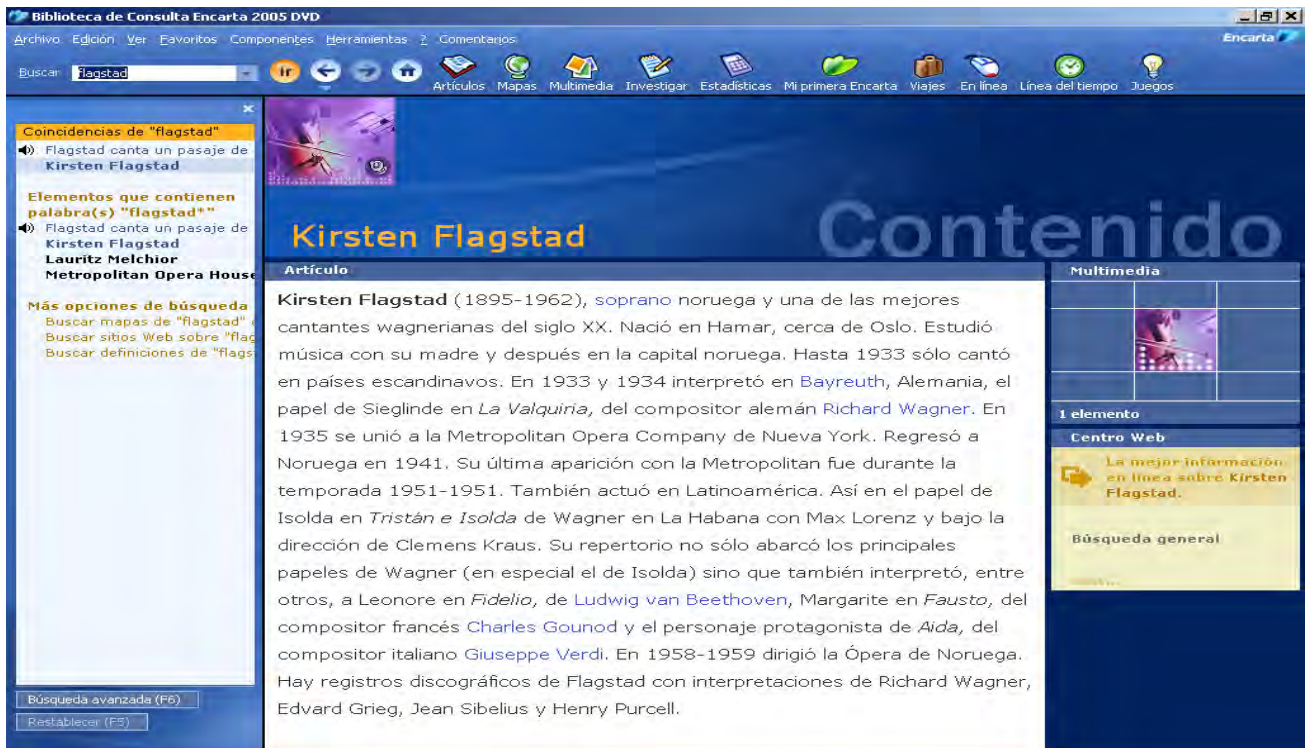 Biblioteca de Consulta Encarta 2005 DVD
Archivo Edición Ver Favoritos Componentes Herramientas ? Comentarios
Encarta
Buscar flagstad
ir
Artículos Mapas Multimedia Investigar Estadísticas Mi primera Encarta Viajes En línea Línea del tiempo Juegos
Coincidencias de "flagstad"
Flagstad canta un pasaje de
Kirsten Flagstad
Elementos que contienen
palabra(s) "flagstad*"
Flagstad canta un pasaje de
Kirsten Flagstad
Lauritz Melchior
Metropolitan Opera House
Más opciones de búsqueda
Buscar mapas de "flagstad"
Buscar sitios Web sobre "flag
Buscar definiciones de "flags
Búsqueda avanzada (F6)
Restablecer (F5)
Contenido
Kirsten Flagstad
Artículo
Kirsten Flagstad (1895-1962), soprano noruega y una de las mejores
cantantes wagnerianas del siglo XX. Nació en Hamar, cerca de Oslo. Estudió
música con su madre y después en la capital noruega. Hasta 1933 sólo cantó
en países escandinavos. En 1933 y 1934 interpretó en Bayreuth, Alemania, el
papel de Sieglinde en La Valquiria, del compositor alemán Richard Wagner. En
1935 se unió a la Metropolitan Opera Company de Nueva York. Regresó a
Noruega en 1941. Su última aparición con la Metropolitan fue durante la
temporada 1951-1951. También actuó en Latinoamérica. Así en el papel de
Isolda en Tristán e Isolda de Wagner en La Habana con Max Lorenz y bajo la
dirección de Clemens Kraus. Su repertorio no sólo abarcó los principales
papeles de Wagner (en especial el de Isolda) sino que también interpretó, entre
otros, a Leonore en Fidelio, de Ludwig van Beethoven, Margarite en Fausto, del
compositor francés Charles Gounod y el personaje protagonista de Aida, del
compositor italiano Giuseppe Verdi. En 1958-1959 dirigió la Ópera de Noruega.
Hay registros discográficos de Flagstad con interpretaciones de Richard Wagner,
Edvard Grieg, Jean Sibelius y Henry Purcell.
Multimedia
1 elemento
Centro Web
La mejor información
en línea sobre Kirsten
Flagstad.
Búsqueda general